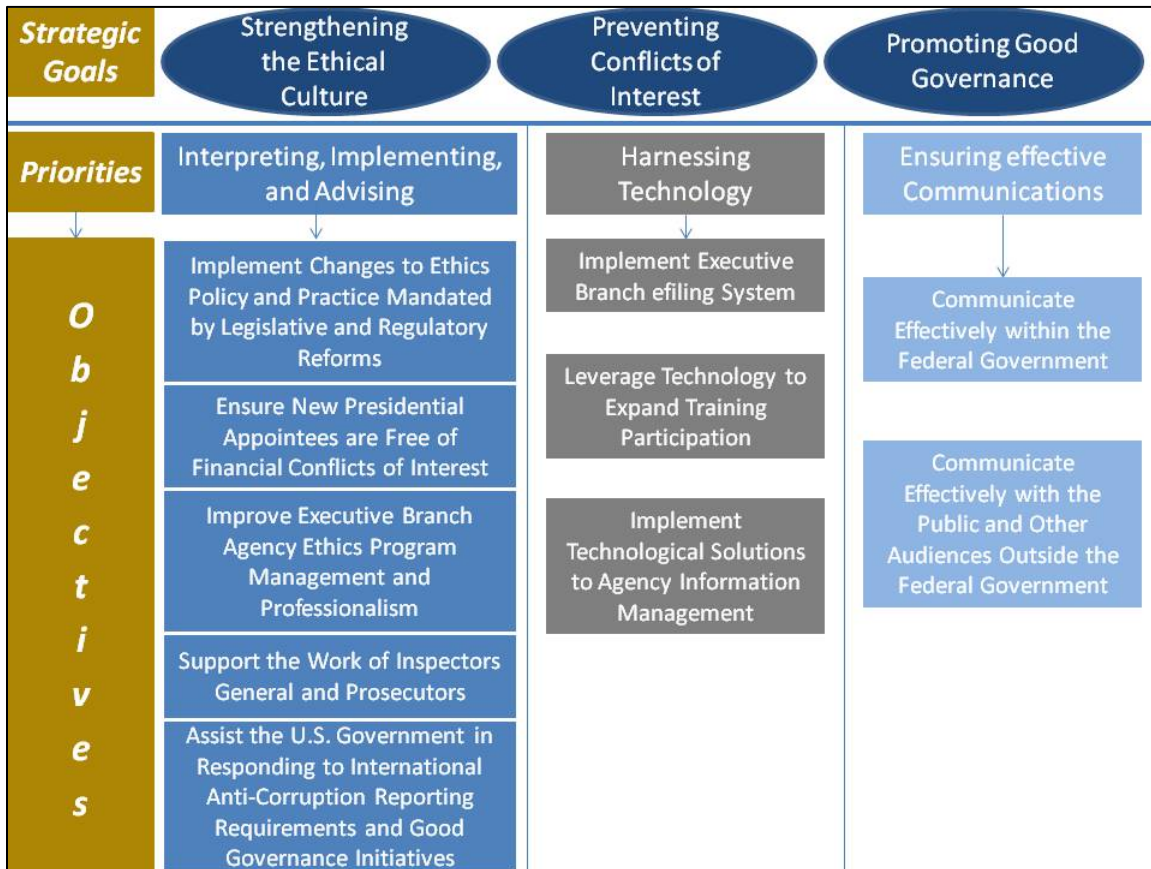 Strategic
Goals
Strengthening
the Ethical
Culture
Preventing
Conflicts of
Interest
Promoting Good
Governance
Priorities
Interpreting, Implementing,
and Advising
Harnessing
Technology
Ensuring effective
Communications
Objectives
Implement Changes to Ethics
Policy and Practice Mandated
by Legislative and Regulatory
Reforms
Ensure New Presidential
Appointees are Free of
Financial Conflicts of Interest
Improve Executive Branch
Agency Ethics Program
Management and
Professionalism
Support the Work of Inspectors
General and Prosecutors
Assist the U.S. Government in
Responding to International
Anti-Corruption Reporting
Requirements and Good
Governance Initiatives
Implement Executive
Branch efiling System
Leverage Technology to
Expand Training
Participation
Implement
Technological Solutions
to Agency Information
Management
Communicate
Effectively within the
Federal Government
Communicate
Effectively with the
Public and Other
Audiences Outside the
Federal Government